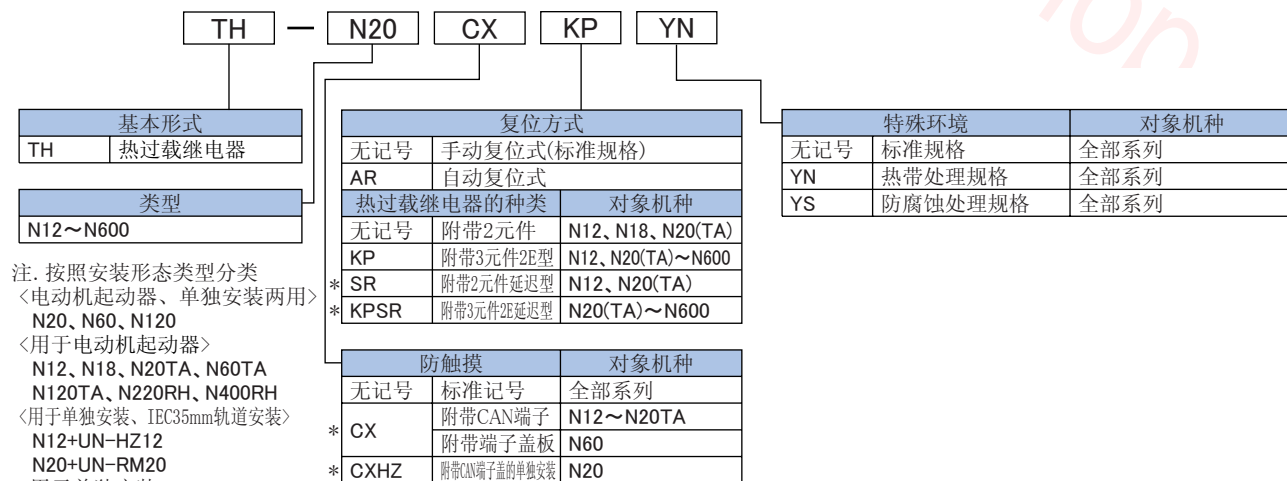 TH — N20 CX KP YN
基本形式
TH 热过载继电器
类型
N12～N600
注.按照安装形态类型分类
〈电动机起动器、单独安装两用〉
N20、N60、N120
〈用于电动机起动器〉
N12、N18、N20TA、N60TA
N120TA、N220RH、N400RH
〈用于单独安装、IEC35mm轨道安装〉
N12+UN-HZ12
N20+UN-RM20
复位方式
无记号 手动复位式(标准规格)
AR 自动复位式
热过载继电器的种类 对象机种
无记号 附带2元件 N12、N18、N20(TA)
KP 附带3元件2E型 N12、N20(TA)～N600
* SR 附带2元件延迟型 N12、N20(TA)
* KPSR 附带3元件2E延迟型 N20(TA)～N600
防触摸 对象机种
无记号 标准记号 全部系列
* CX 附带CAN端子 N12～N20TA
附带端子盖板 N60
* CXHZ 附带CAN端子盖的单独安装 N20
特殊环境 对象机种
无记号 标准规格 全部系列
YN 热带处理规格 全部系列
YS 防腐蚀处理规格 全部系列